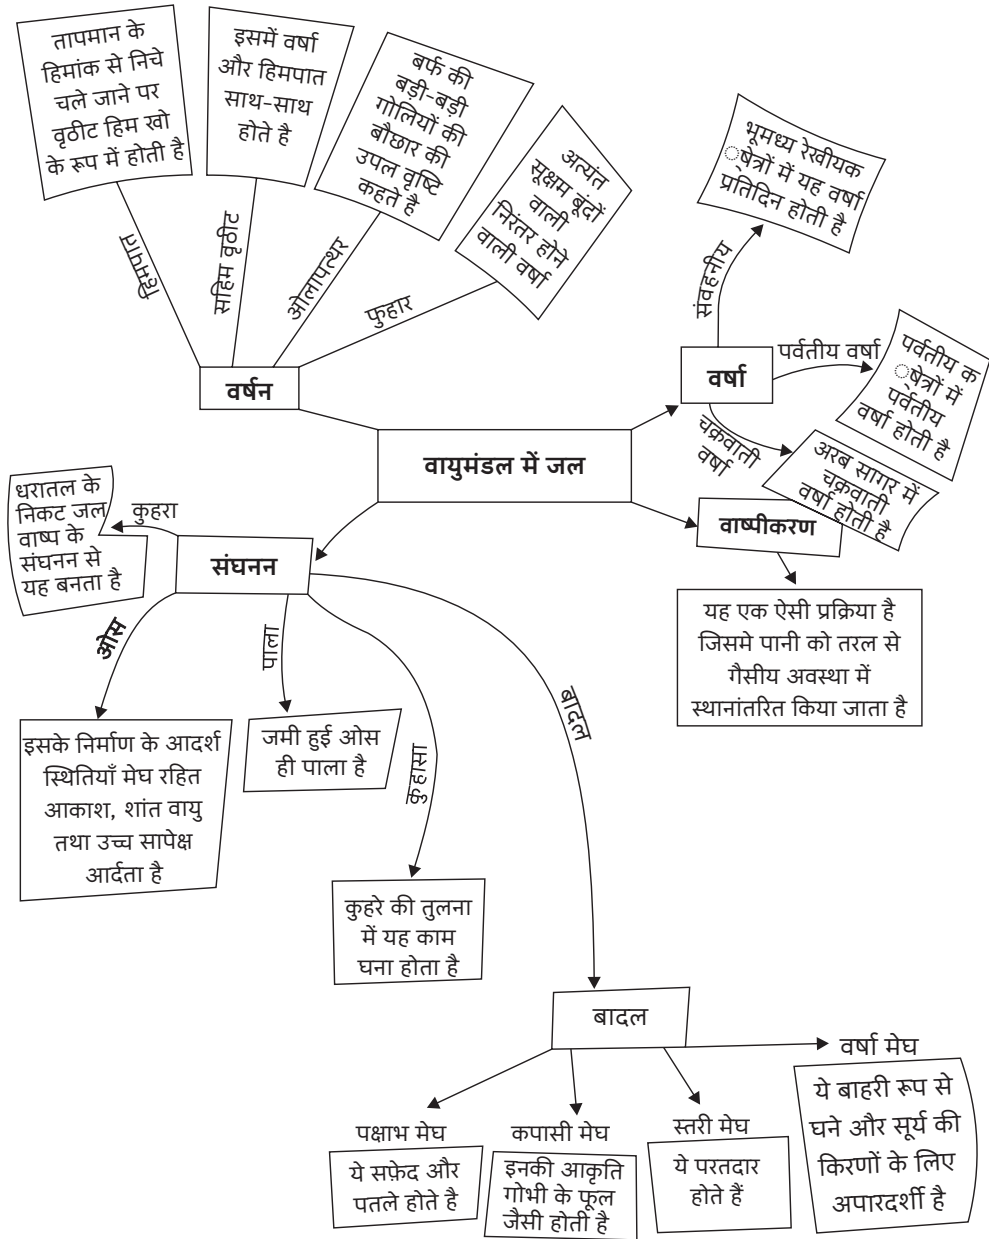 तापमान के
हिमांक से निचे
चले जाने पर
वृठीट हिम खो
के रूप में होती है
इसमें वर्षा
और हिमपात
साथ-साथ
होते है
बर्फ की
बड़ी-बड़ी
गोलियों की
बौछार की
उपल वृष्टि
कहते है
अत्यंत
सूक्षम बूंदों
वाली
निरंतर होने
वाली वर्षा
हिमपात
सहिम वृठीट
ओलापत्थर
फुहार
वर्षन
भूमध्य रेखीयक
्षेत्रों में यह वर्षा
प्रतिदिन होती है
संवहनीय
वर्षा
पर्वतीय वर्षा
पर्वतीय क
्षेत्रों में
पर्वतीय
वर्षा होती है
चक्रवाती
वर्षा
अरब सागर में
चक्रवाती
वर्षा होती है
वायुमंडल में जल
वाष्पीकरण
यह एक ऐसी प्रक्रिया है
जिसमे पानी को तरल से
गैसीय अवस्था में
स्थानांतरित किया जाता है
धरातल के
निकट जल
वाष्प के
संघनन से
यह बनता है
कुहरा
संघनन
ओस
पाला
कुहासा
बादल
इसके निर्माण के आदर्श
स्थितियाँ मेघ रहित
आकाश, शांत वायु
तथा उच्च सापेक्ष
आर्दता है
जमी हुई ओस
ही पाला है
कुहरे की तुलना
में यह काम
घना होता है
बादल
पक्षाभ मेघ
ये सफ़ेद और
पतले होते है
कपासी मेघ
इनकी आकृति
गोभी के फूल
जैसी होती है
स्तरी मेघ
ये परतदार
होते हैं
वर्षा मेघ
ये बाहरी रूप से
घने और सूर्य की
किरणों के लिए
अपारदर्शी है